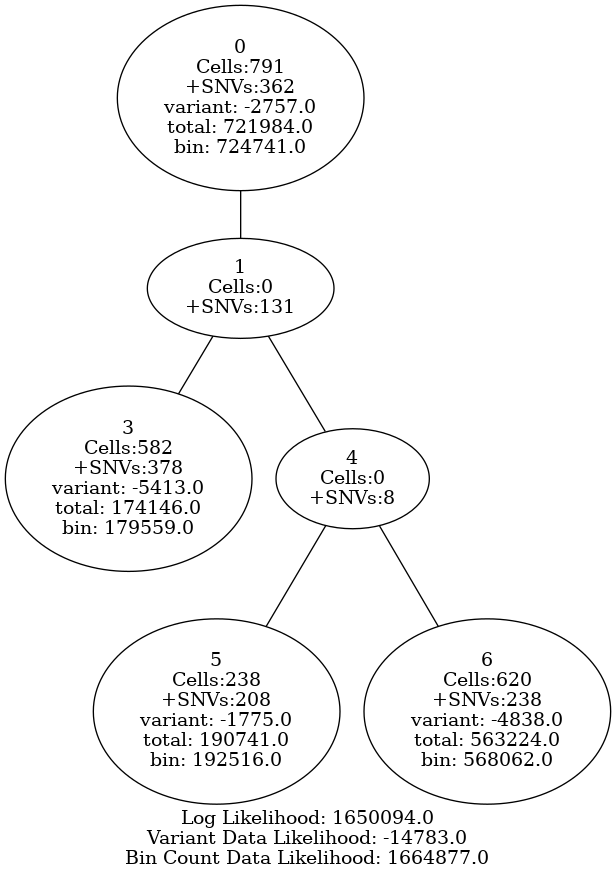 0
Cells:791
+SNVs:362
variant: -2757.0
total: 721984.0
bin: 724741.0
1
Cells:0
+SNVs:131
3
Cells:582
+SNVs:378
variant: -5413.0
total: 174146.0
bin: 179559.0
4
Cells:0
+SNVs:8
5
Cells:238
+SNVs:208
variant: -1775.0
total: 190741.0
bin: 192516.0
6
Cells:620
+SNVs:238
variant: -4838.0
total: 563224.0
bin: 568062.0
Log Likelihood: 1650094.0
Variant Data Likelihood: -14783.0
Bin Count Data Likelihood: 1664877.0